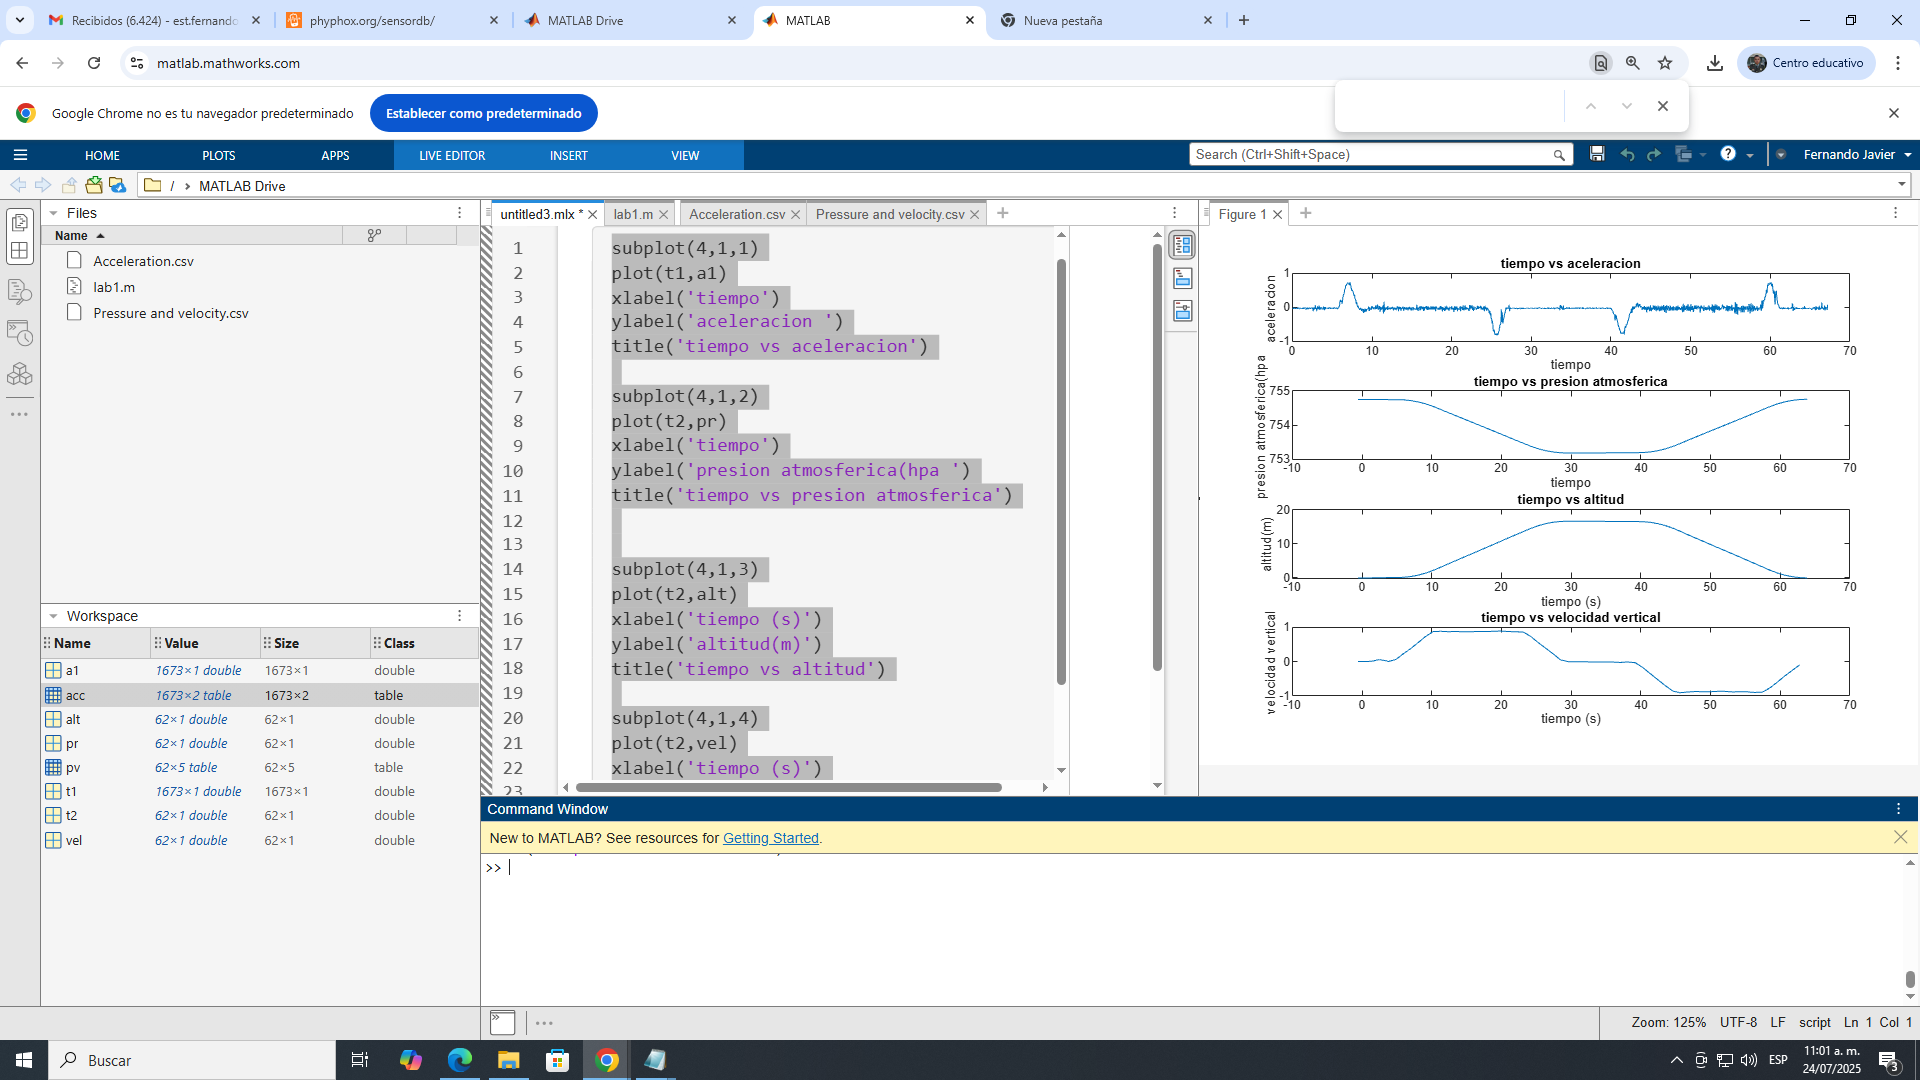 Recibidos (6.424) - est.fernando
phyphox.org/sensordb/
MATLAB Drive
MATLAB
Nueva pestaña
matlab.mathworks.com
Centro educativo
Google Chrome no es tu navegador predeterminado
Establecer como predeterminado
HOME
PLOTS
APPS
LIVE EDITOR
INSERT
VIEW
Search (Ctrl+Shift+Space)
Fernando Javier
/ › MATLAB Drive
Files
Name
Acceleration.csv
lab1.m
Pressure and velocity.csv
Workspace
Name Value Size Class
a1 1673×1 double 1673×1 double
acc 1673×2 table 1673×2 table
alt 62×1 double 62×1 double
pr 62×1 double 62×1 double
pv 62×5 table 62×5 table
t1 1673×1 double 1673×1 double
t2 62×1 double 62×1 double
vel 62×1 double 62×1 double
untitled3.mlx *
lab1.m
Acceleration.csv
Pressure and velocity.csv
1 subplot(4,1,1)
2 plot(t1,a1)
3 xlabel('tiempo')
4 ylabel('aceleracion ')
5 title('tiempo vs aceleracion')
6
7 subplot(4,1,2)
8 plot(t2,pr)
9 xlabel('tiempo')
10 ylabel('presion atmosferica(hpa ')
11 title('tiempo vs presion atmosferica')
12
13
14 subplot(4,1,3)
15 plot(t2,alt)
16 xlabel('tiempo (s)')
17 ylabel('altitud(m)')
18 title('tiempo vs altitud')
19
20 subplot(4,1,4)
21 plot(t2,vel)
22 xlabel('tiempo (s)')
23
Figure 1
tiempo vs aceleracion
aceleracion
1
0
-1
0 10 20 30 40 50 60 70
tiempo
tiempo vs presion atmosferica
presion atmosferica(hpa
755
754
753
-10 0 10 20 30 40 50 60 70
tiempo
tiempo vs altitud
altitud(m)
20
10
0
-10 0 10 20 30 40 50 60 70
tiempo (s)
tiempo vs velocidad vertical
velocidad vertical
1
0
-1
-10 0 10 20 30 40 50 60 70
tiempo (s)
Command Window
New to MATLAB? See resources for Getting Started.
>>
Zoom: 125% UTF-8 LF script Ln 1 Col 1
Buscar
ESP
11:01 a. m.
24/07/2025
3